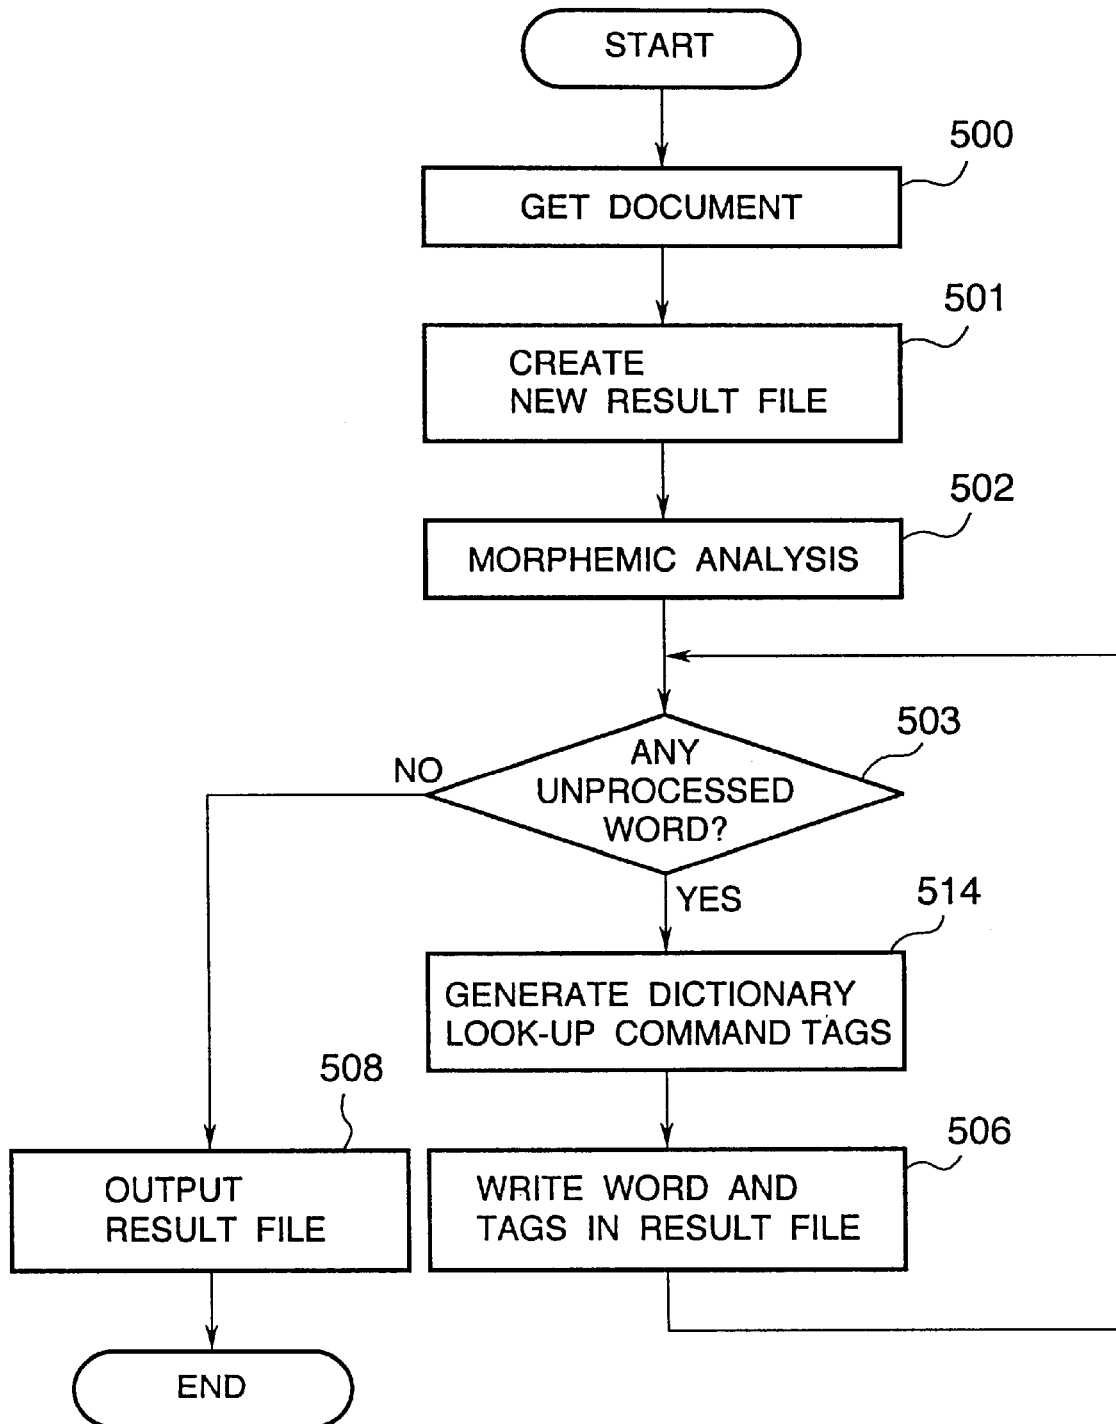 START
500
GET DOCUMENT
501
CREATE
NEW RESULT FILE
502
MORPHEMIC ANALYSIS
503
NO
ANY
UNPROCESSED
WORD?
YES
514
GENERATE DICTIONARY
LOOK-UP COMMAND TAGS
508
506
OUTPUT
RESULT FILE
WRITE WORD AND
TAGS IN RESULT FILE
END